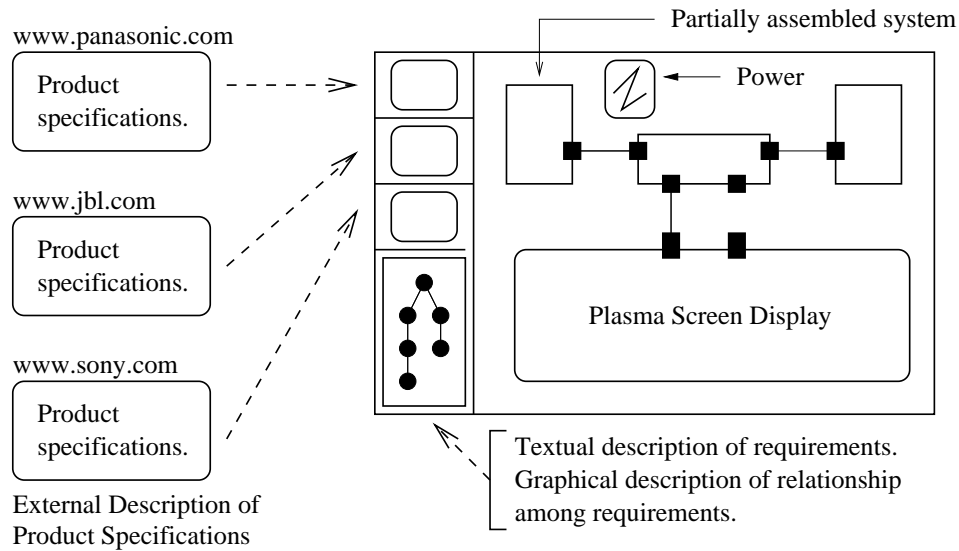 Partially assembled system
www.panasonic.com
Product
specifications.
Power
www.jbl.com
Product
specifications.
Plasma Screen Display
www.sony.com
Product
specifications.
Textual description of requirements.
Graphical description of relationship
among requirements.
External Description of
Product Specifications